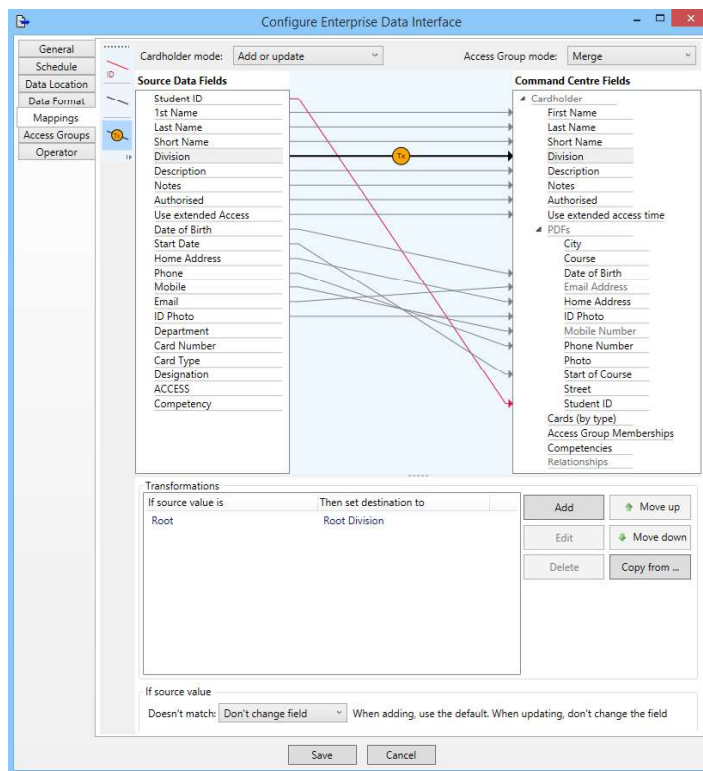 Configure Enterprise Data Interface
General
Schedule
Data Location
Data Format
Mappings
Access Groups
Operator
ID
Tx
Cardholder mode: Add or update
Access Group mode: Merge
Source Data Fields
Student ID
1st Name
Last Name
Short Name
Division
Description
Notes
Authorised
Use extended Access
Date of Birth
Start Date
Home Address
Phone
Mobile
Email
ID Photo
Department
Card Number
Card Type
Designation
ACCESS
Competency
Tx
Command Centre Fields
Cardholder
First Name
Last Name
Short Name
Division
Description
Notes
Authorised
Use extended access time
PDFs
City
Course
Date of Birth
Email Address
Home Address
ID Photo
Mobile Number
Phone Number
Photo
Start of Course
Street
Student ID
Cards (by type)
Access Group Memberships
Competencies
Relationships
Transformations
If source value is Then set destination to
Root Root Division
Add Move up
Edit Move down
Delete Copy from ...
If source value
Doesn't match: Don't change field When adding, use the default. When updating, don't change the field
Save Cancel